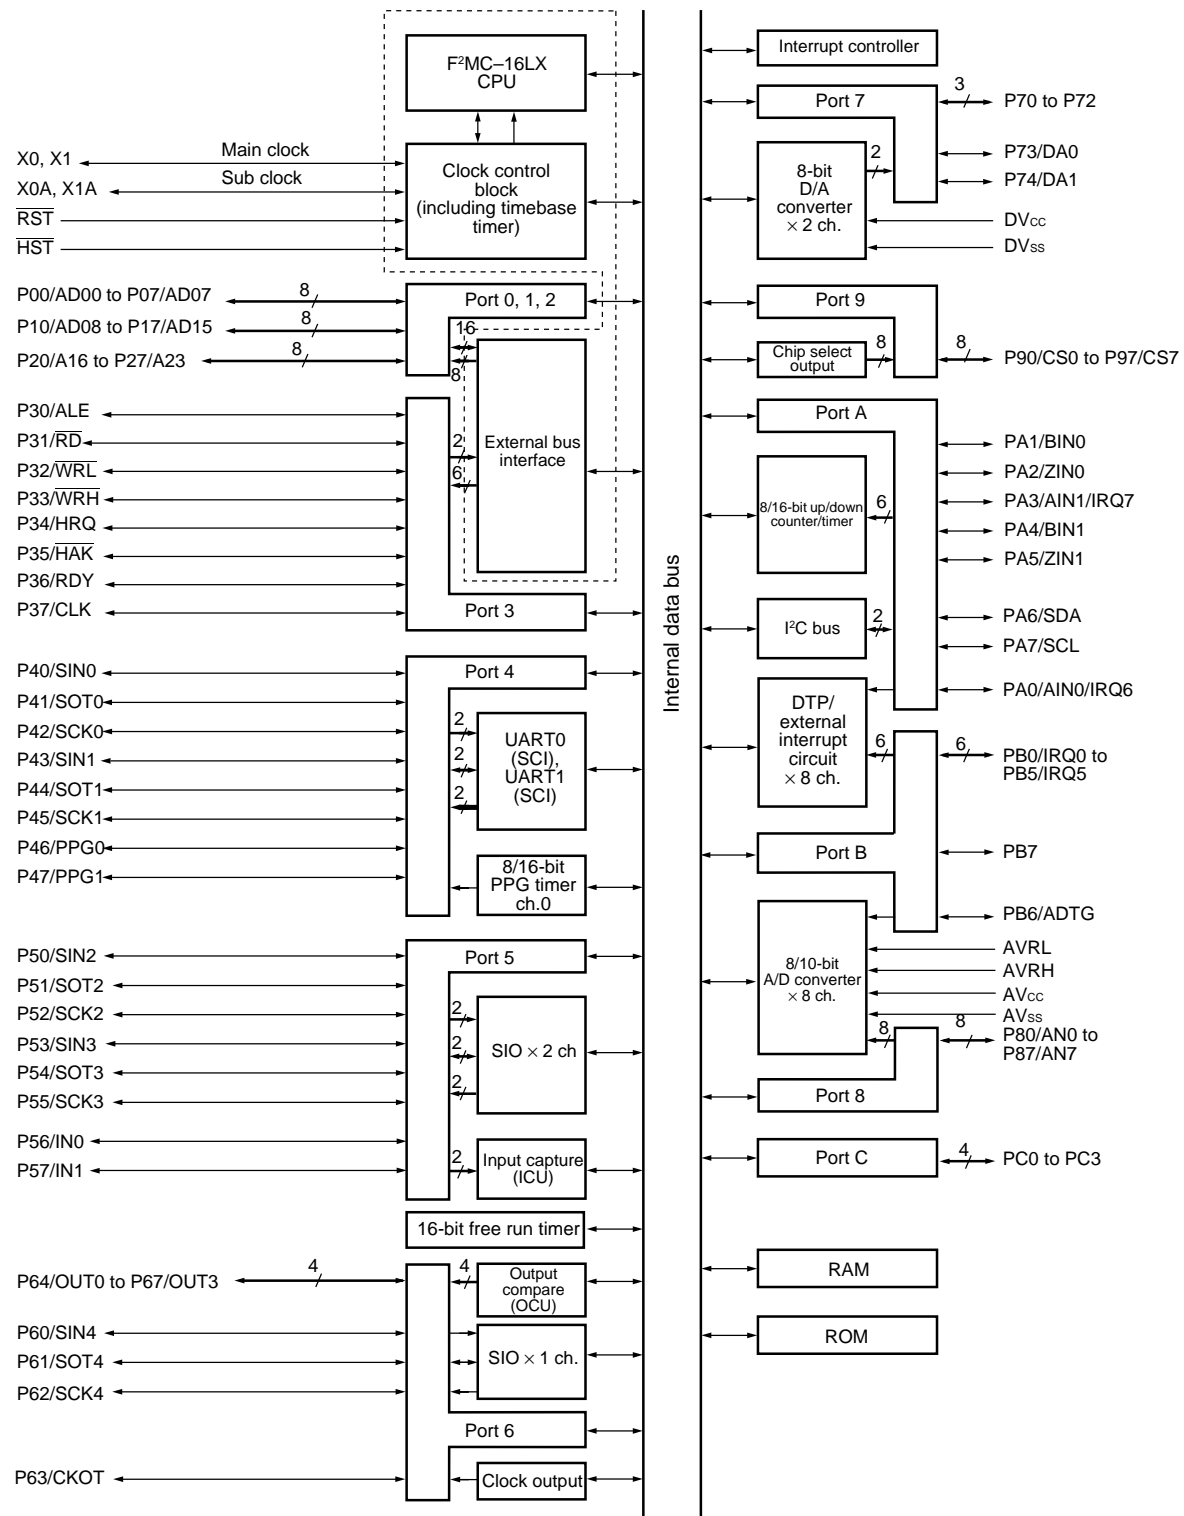 F²MC–16LX
CPU
X0, X1
Main clock
X0A, X1A
Sub clock
RST
HST
Clock control
block
(including timebase
timer)
P00/AD00 to P07/AD07
8
P10/AD08 to P17/AD15
8
P20/A16 to P27/A23
8
Port 0, 1, 2
16
8
External bus
interface
P30/ALE
P31/RD
P32/WRL
P33/WRH
P34/HRQ
P35/HAK
P36/RDY
P37/CLK
2
6
Port 3
P40/SIN0
P41/SOT0
P42/SCK0
P43/SIN1
P44/SOT1
P45/SCK1
P46/PPG0
P47/PPG1
Port 4
2
2
2
UART0
(SCI),
UART1
(SCI)
8/16-bit
PPG timer
ch.0
P50/SIN2
P51/SOT2
P52/SCK2
P53/SIN3
P54/SOT3
P55/SCK3
P56/IN0
P57/IN1
Port 5
2
2
2
SIO × 2 ch
2
Input capture
(ICU)
16-bit free run timer
P64/OUT0 to P67/OUT3
4
4
Output
compare
(OCU)
P60/SIN4
P61/SOT4
P62/SCK4
SIO × 1 ch.
Port 6
P63/CKOT
Clock output
Internal data bus
Interrupt controller
Port 7
3
P70 to P72
8-bit
D/A
converter
× 2 ch.
2
P73/DA0
P74/DA1
DVCC
DVSS
Port 9
Chip select
output
8
8
P90/CS0 to P97/CS7
Port A
PA1/BIN0
PA2/ZIN0
PA3/AIN1/IRQ7
PA4/BIN1
PA5/ZIN1
8/16-bit up/down
counter/timer
6
I²C bus
2
PA6/SDA
PA7/SCL
PA0/AIN0/IRQ6
DTP/
external
interrupt
circuit
× 8 ch.
6
6
PB0/IRQ0 to
PB5/IRQ5
Port B
PB7
PB6/ADTG
8/10-bit
A/D converter
× 8 ch.
AVRL
AVRH
AVCC
AVSS
8
8
P80/AN0 to
P87/AN7
Port 8
Port C
4
PC0 to PC3
RAM
ROM